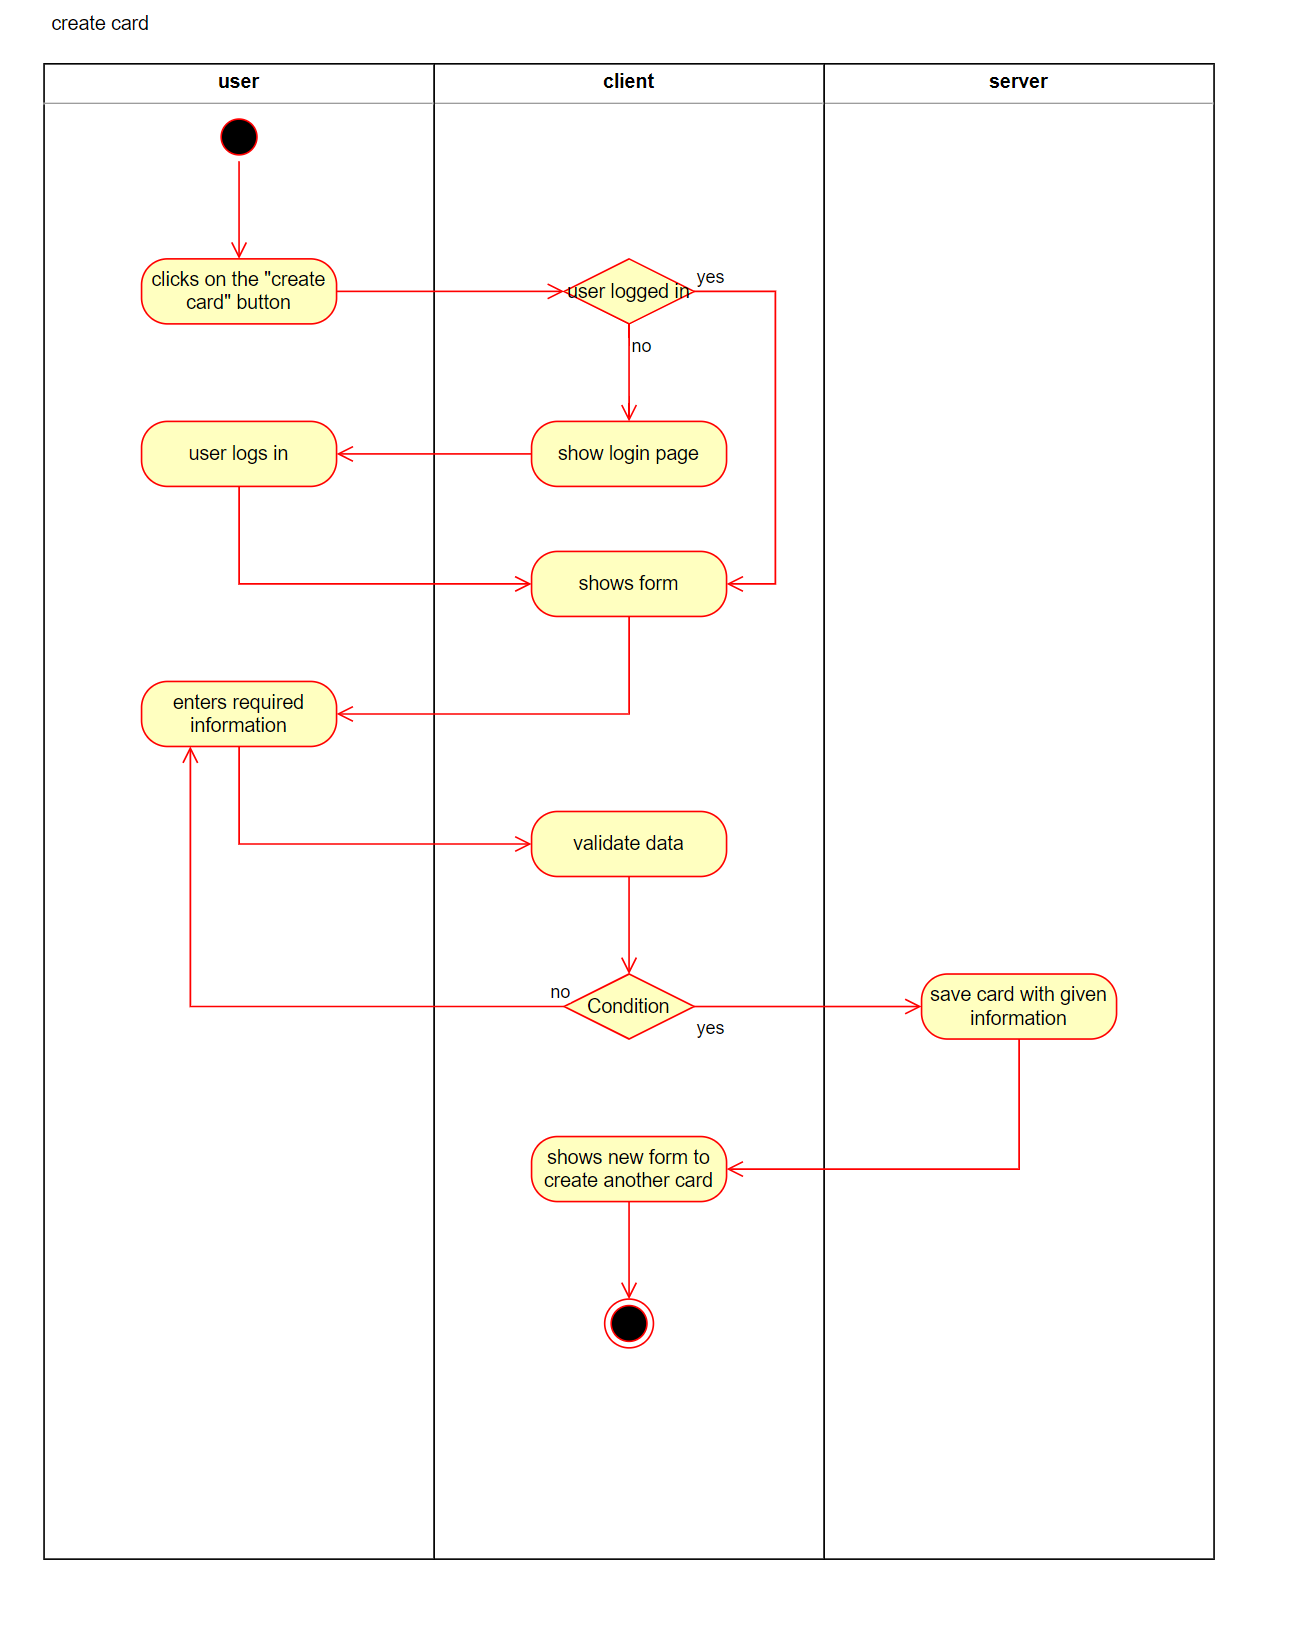 create card
user
client
server
clicks on the "create
card" button
user logged in
yes
no
user logs in
show login page
shows form
enters required
information
validate data
no
Condition
yes
save card with given
information
shows new form to
create another card